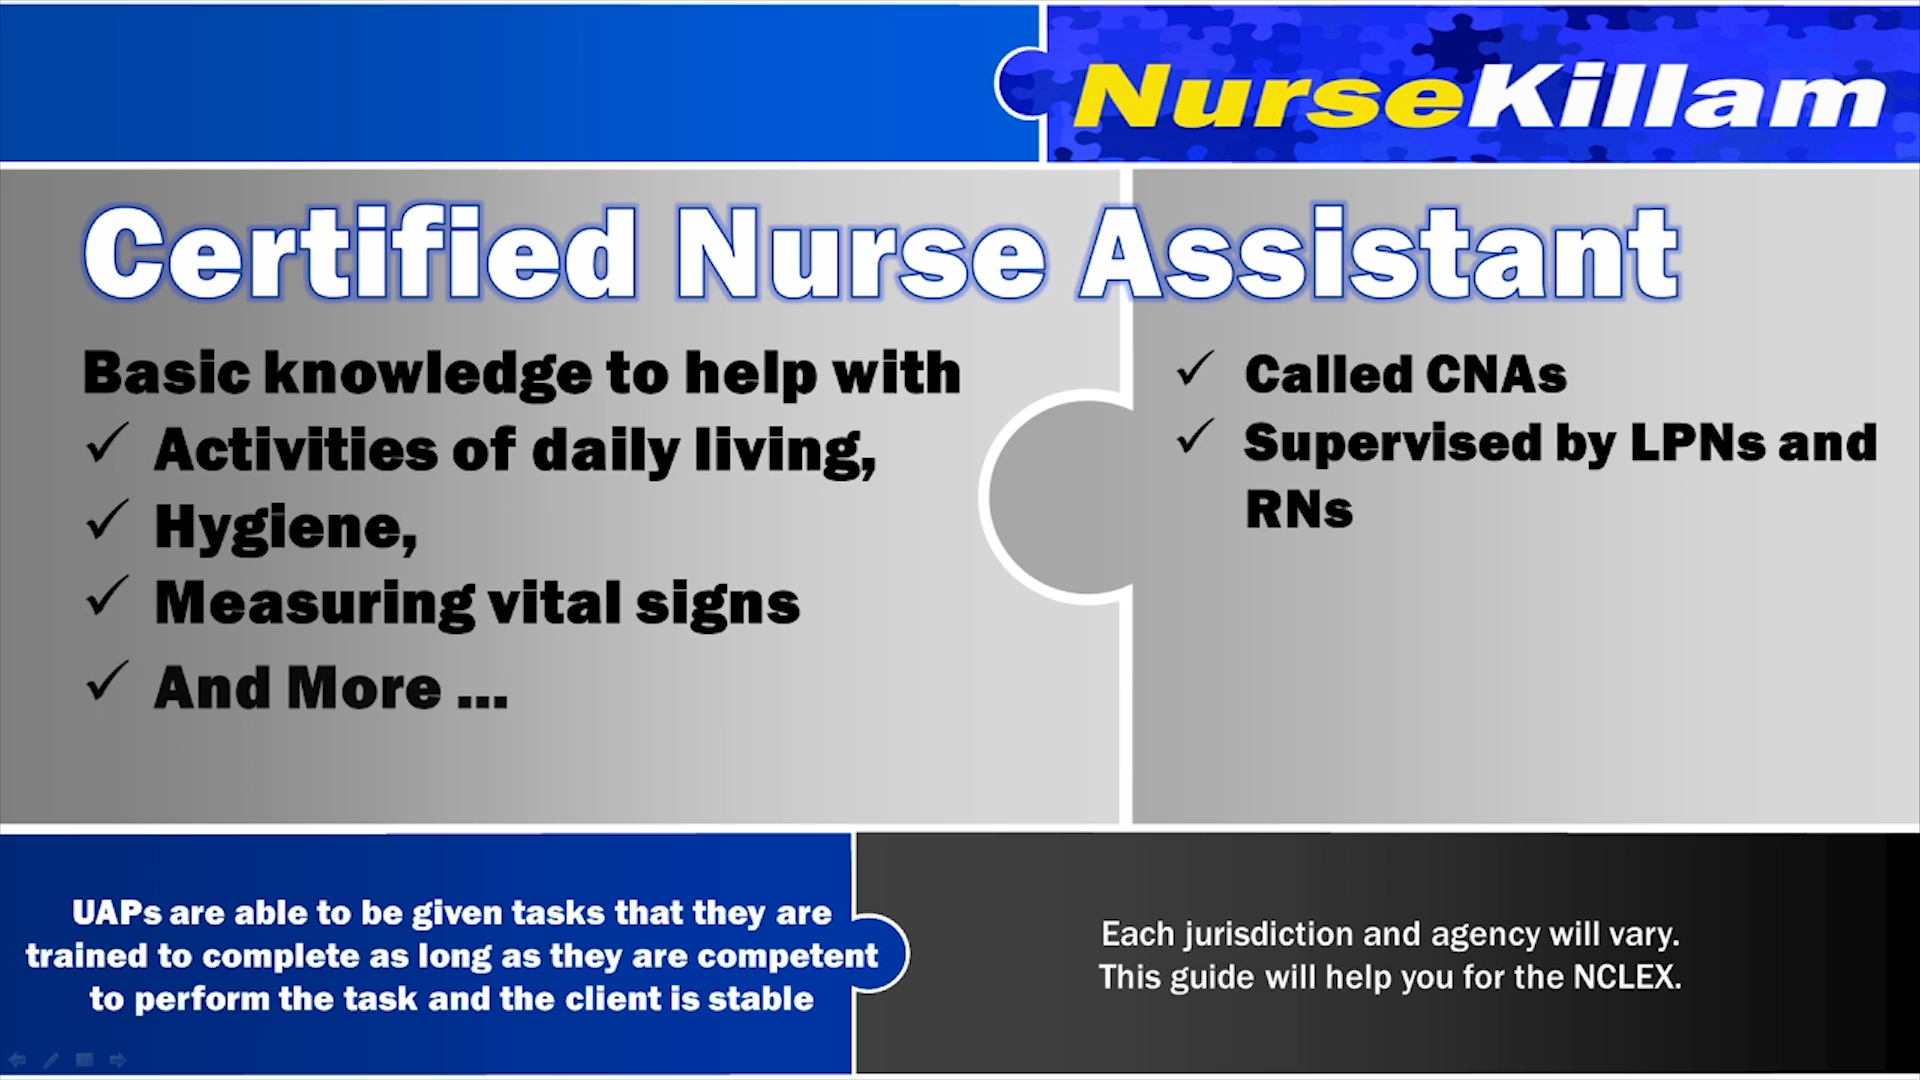 NurseKillam
Certified Nurse Assistant
Basic knowledge to help with
✓ Activities of daily living,
✓ Hygiene,
✓ Measuring vital signs
✓ And More ...
✓ Called CNAs
✓ Supervised by LPNs and
RNs
UAPs are able to be given tasks that they are
trained to complete as long as they are competent
to perform the task and the client is stable
Each jurisdiction and agency will vary.
This guide will help you for the NCLEX.